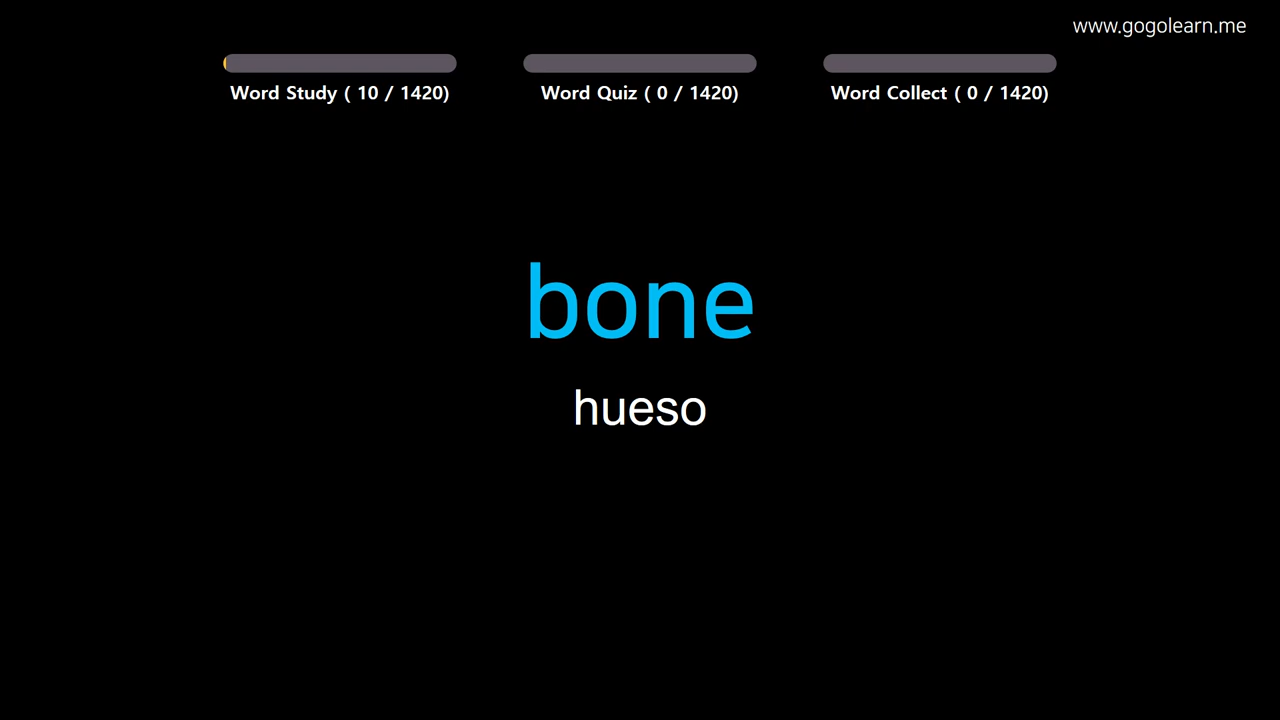 www.gogolearn.me
Word Study ( 10 / 1420)
Word Quiz ( 0 / 1420)
Word Collect ( 0 / 1420)
bone
hueso